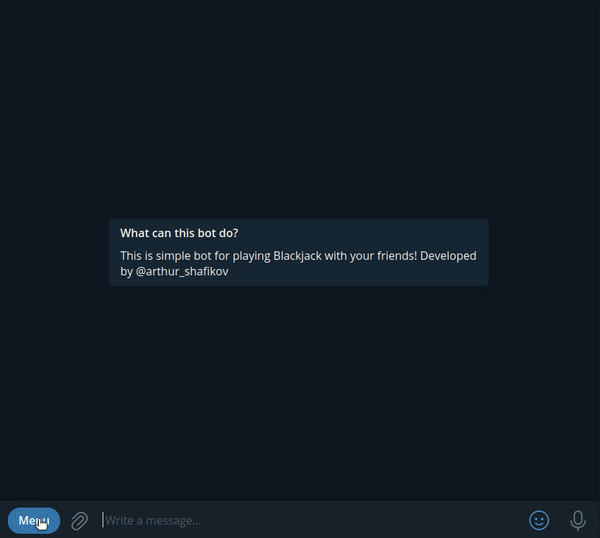 What can this bot do?
This is simple bot for playing Blackjack with your friends! Developed
by @arthur_shafikov
Menu
Write a message...